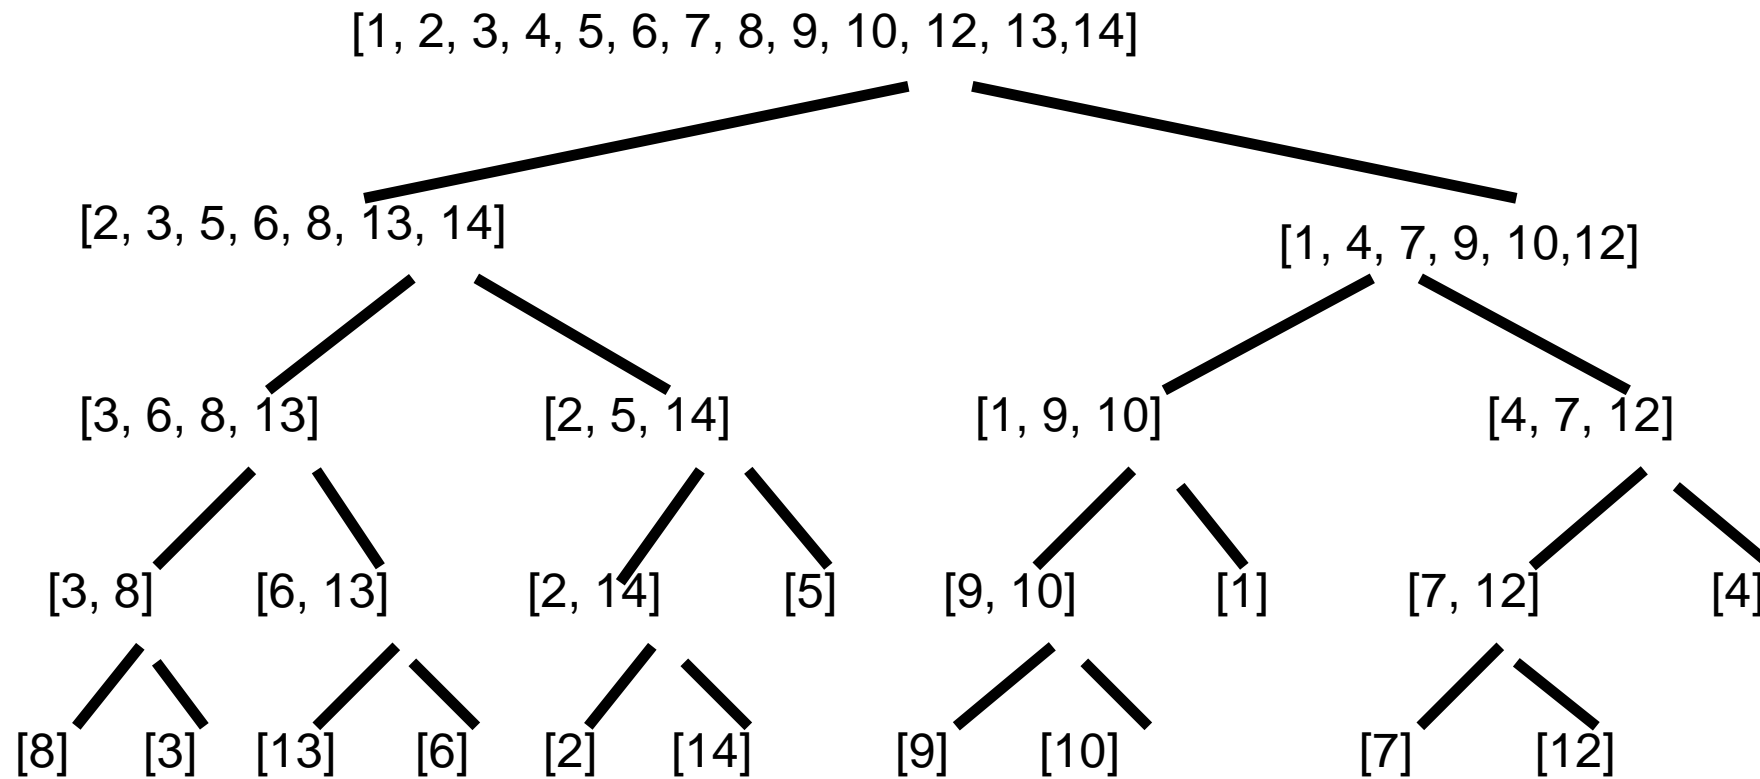 [1, 2, 3, 4, 5, 6, 7, 8, 9, 10, 12, 13,14]
[2, 3, 5, 6, 8, 13, 14]
[1, 4, 7, 9, 10,12]
[3, 6, 8, 13]
[2, 5, 14]
[1, 9, 10]
[4, 7, 12]
[3, 8]
[6, 13]
[2, 14]
[5]
[9, 10]
[1]
[7, 12]
[4]
[8]
[3]
[13]
[6]
[2]
[14]
[9]
[10]
[7]
[12]